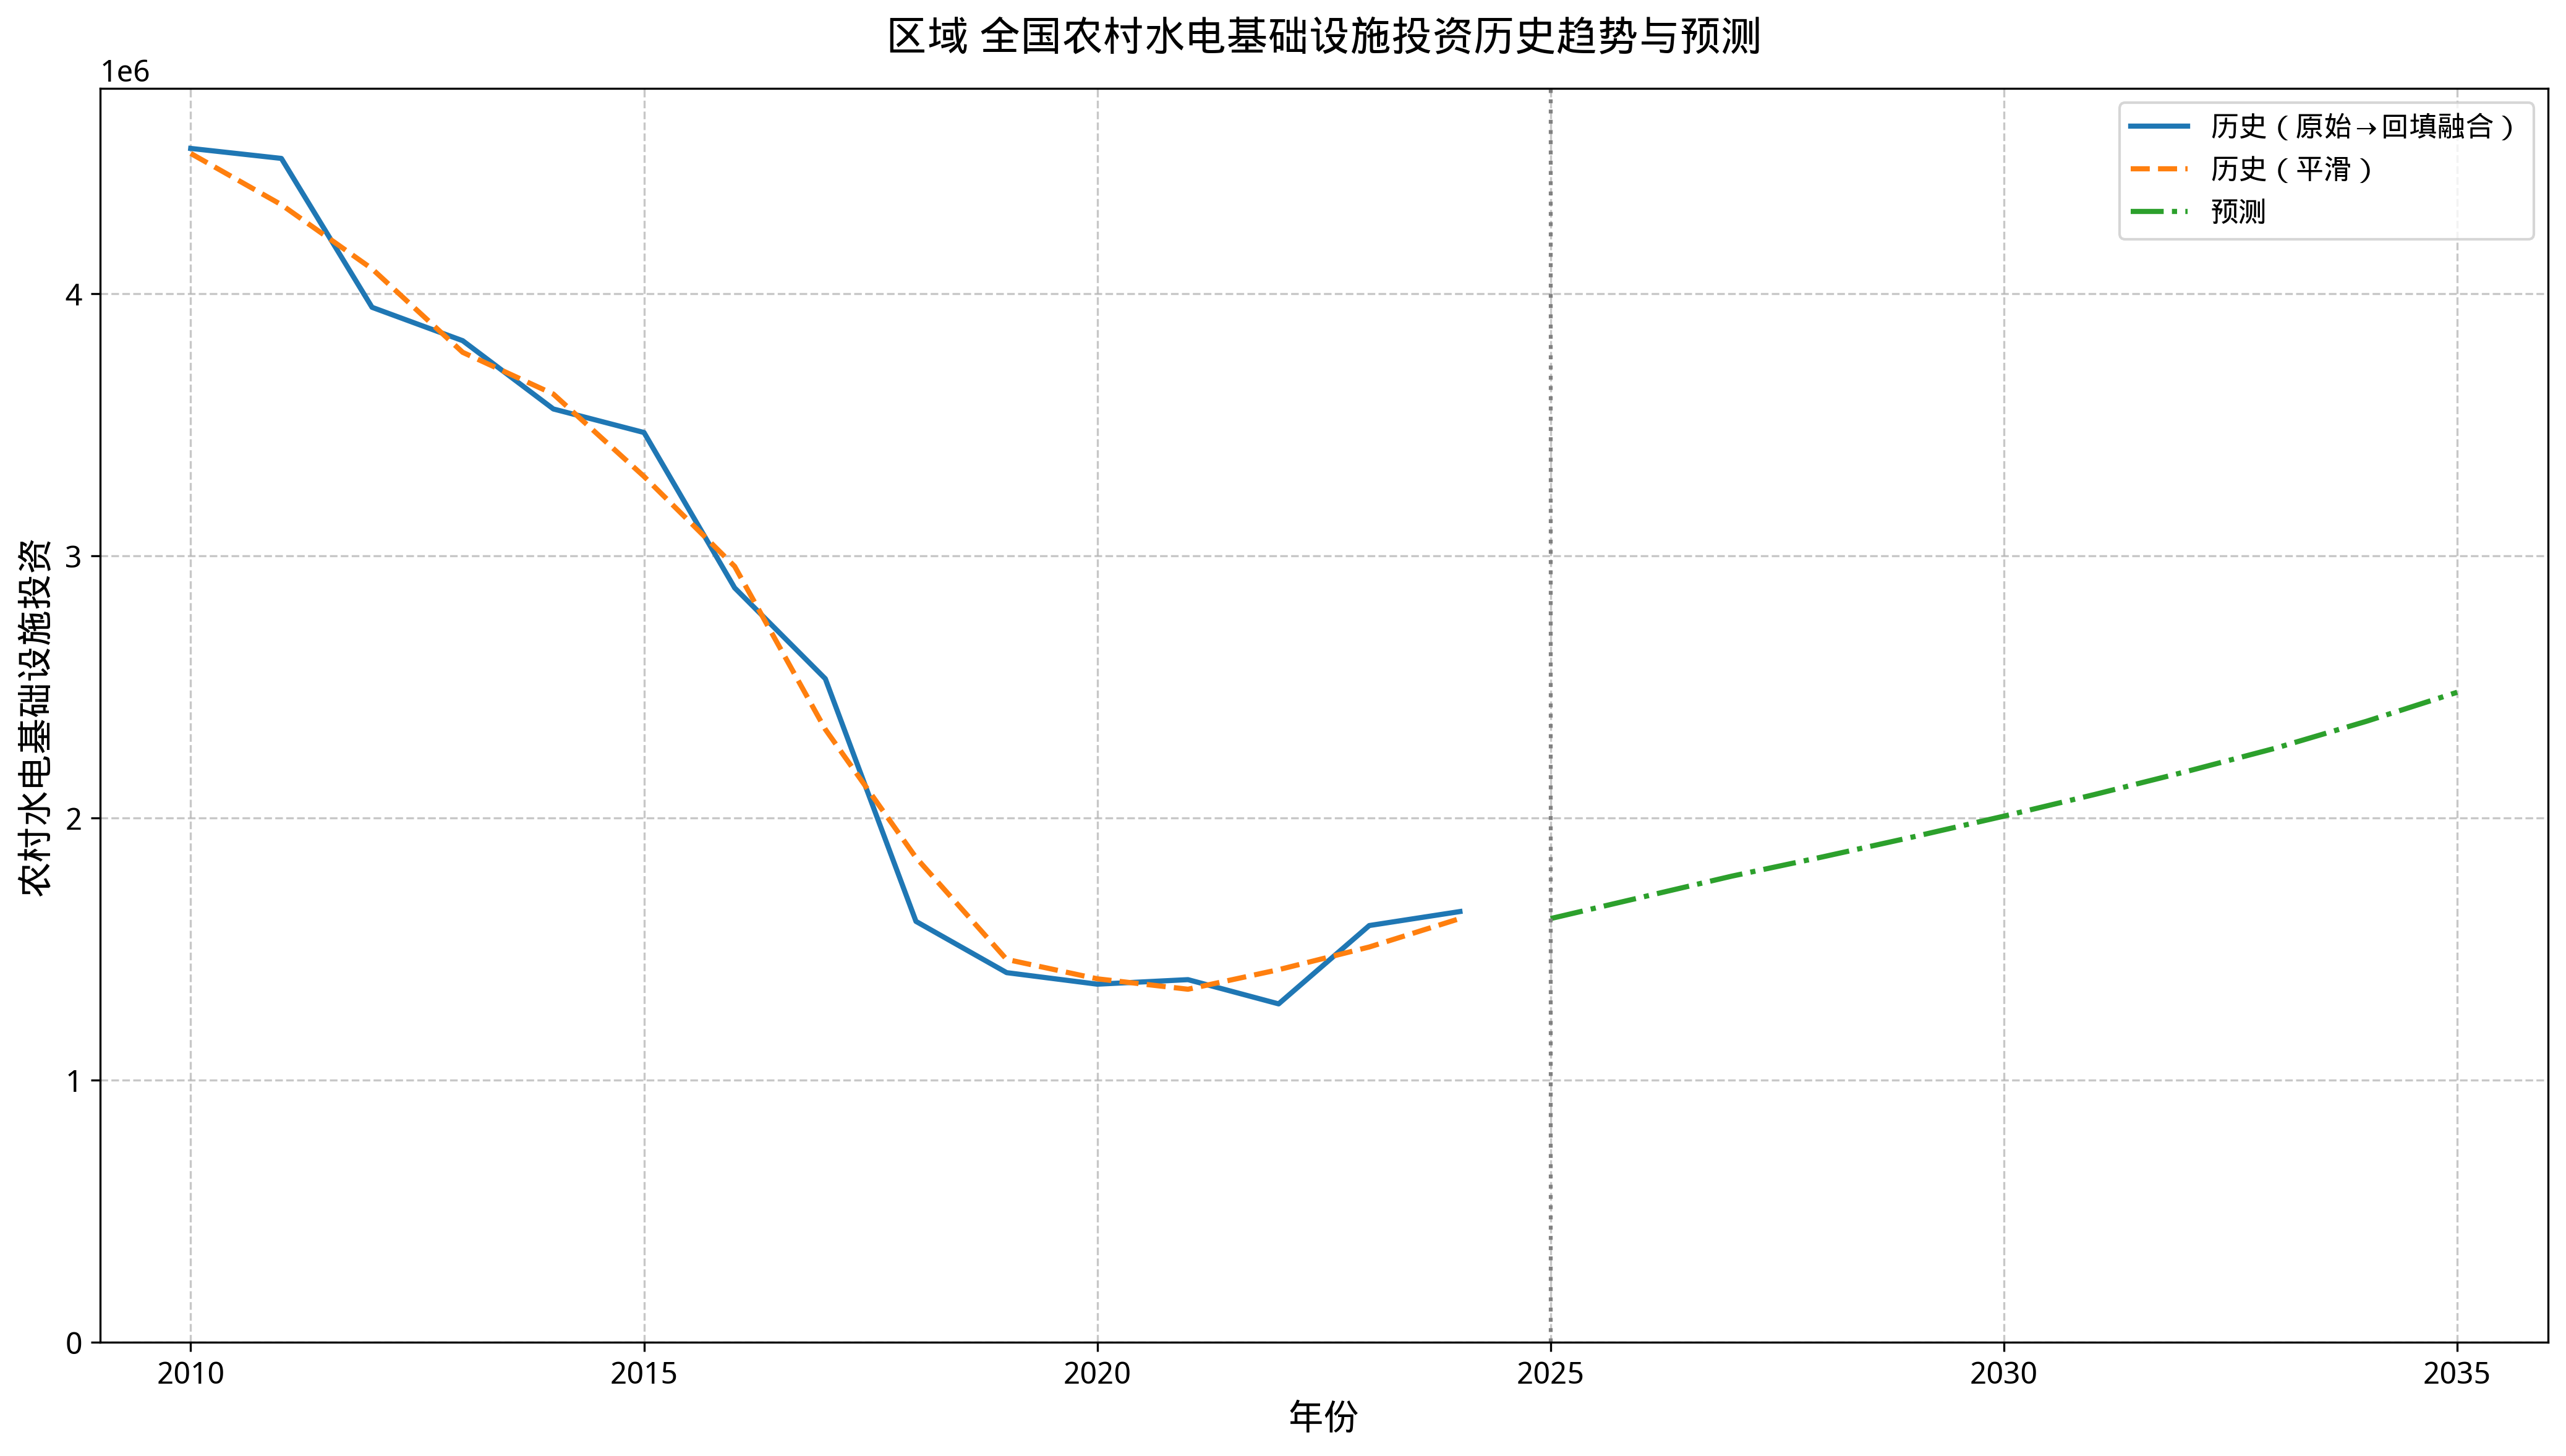 区域 全国农村水电基础设施投资历史趋势与预测
1e6
历史（原始→回填融合）
历史（平滑）
预测
4
3
2
1
0
农村水电基础设施投资
2010
2015
2020
2025
2030
2035
年份